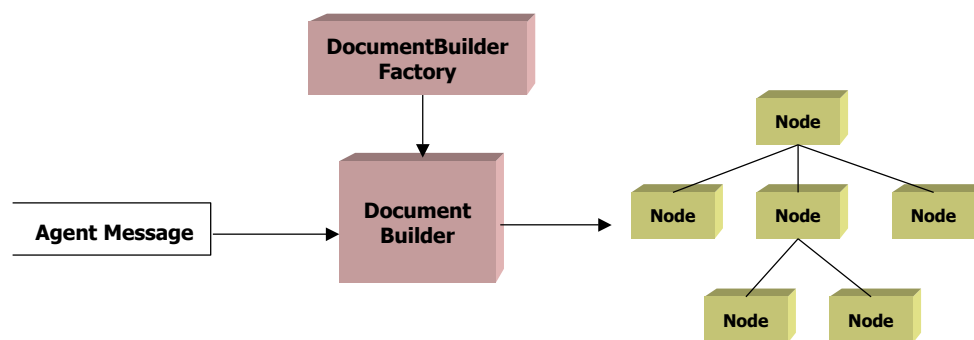 DocumentBuilder
Factory
Node
Agent Message
Document
Builder
Node
Node
Node
Node
Node